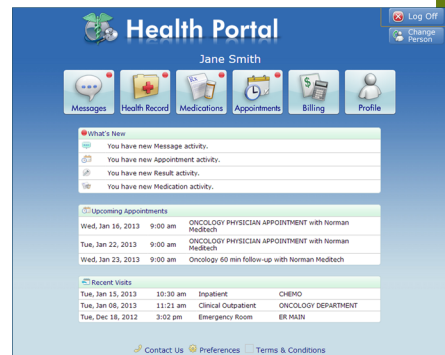 Health Portal
Log Off
Change
Person
Jane Smith
Messages Health Record Medications Appointments Billing Profile
What's New
You have new Message activity.
You have new Appointment activity.
You have new Result activity.
You have new Medication activity.
Upcoming Appointments
Wed, Jan 16, 2013 9:00 am ONCOLOGY PHYSICIAN APPOINTMENT with Norman
Meditech
Tue, Jan 22, 2013 9:00 am ONCOLOGY PHYSICIAN APPOINTMENT with Norman
Meditech
Wed, Jan 23, 2013 9:00 am Oncology 60 min follow-up with Norman Meditech
Recent Visits
Tue, Jan 15, 2013 10:30 am Inpatient CHEMO
Tue, Jan 08, 2013 11:21 am Clinical Outpatient ONCOLOGY DEPARTMENT
Tue, Dec 18, 2012 3:02 pm Emergency Room ER MAIN
Contact Us Preferences Terms & Conditions